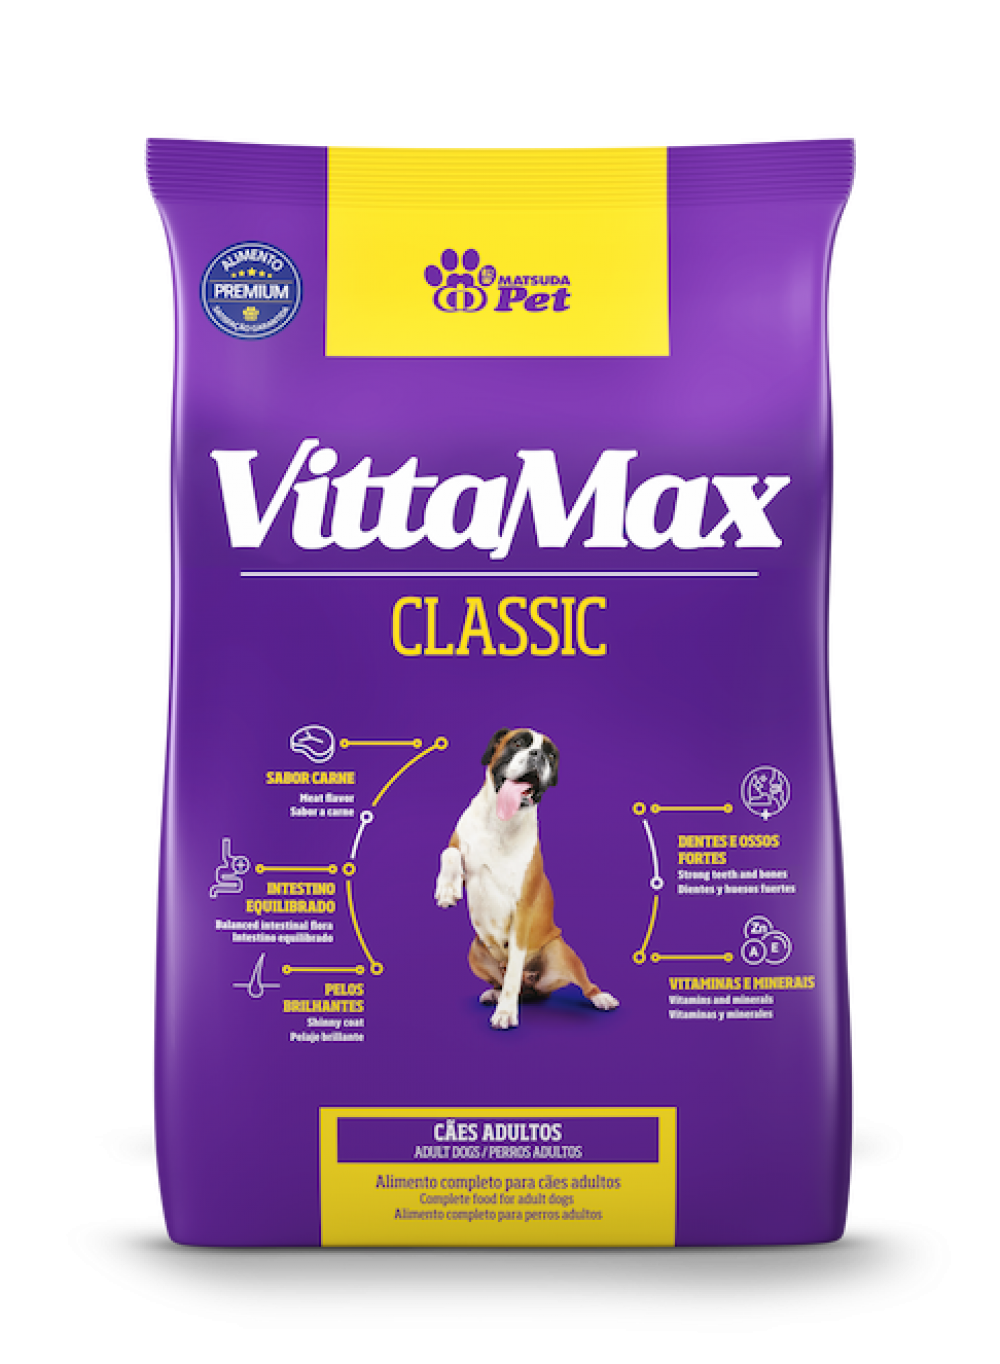 ALIMENTO
PREMIUM
SATISFAÇÃO GARANTIDA
MATSUDA
Pet
VittaMax
CLASSIC
SABOR CARNE
Meat flavor
Sabor a carne
INTESTINO
EQUILIBRADO
Balanced intestinal flora
Intestino equilibrado
PELOS
BRILHANTES
Shinny coat
Pelaje brillante
DENTES E OSSOS
FORTES
Strong teeth and bones
Dientes y huesos fuertes
Zn
A E
VITAMINAS E MINERAIS
Vitamins and minerals
Vitaminas y minerales
CÃES ADULTOS
ADULT DOGS / PERROS ADULTOS
Alimento completo para cães adultos
Complete food for adult dogs
Alimento completo para perros adultos